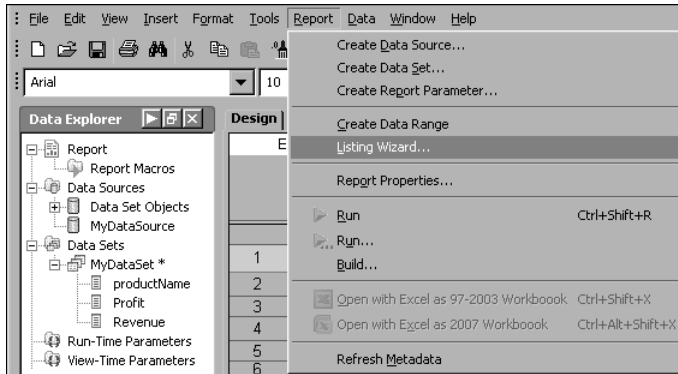 File Edit View Insert Format Tools Report Data Window Help
Arial 10
Data Explorer
Report
Report Macros
Data Sources
Data Set Objects
MyDataSource
Data Sets
MyDataSet *
productName
Profit
Revenue
Run-Time Parameters
View-Time Parameters
Design
E
1
2
3
4
5
6
Create Data Source...
Create Data Set...
Create Report Parameter...
Create Data Range
Listing Wizard...
Report Properties...
Run Ctrl+Shift+R
Run...
Build...
Open with Excel as 97-2003 Workboook Ctrl+Shift+X
Open with Excel as 2007 Workboook Ctrl+Alt+Shift+X
Refresh Metadata